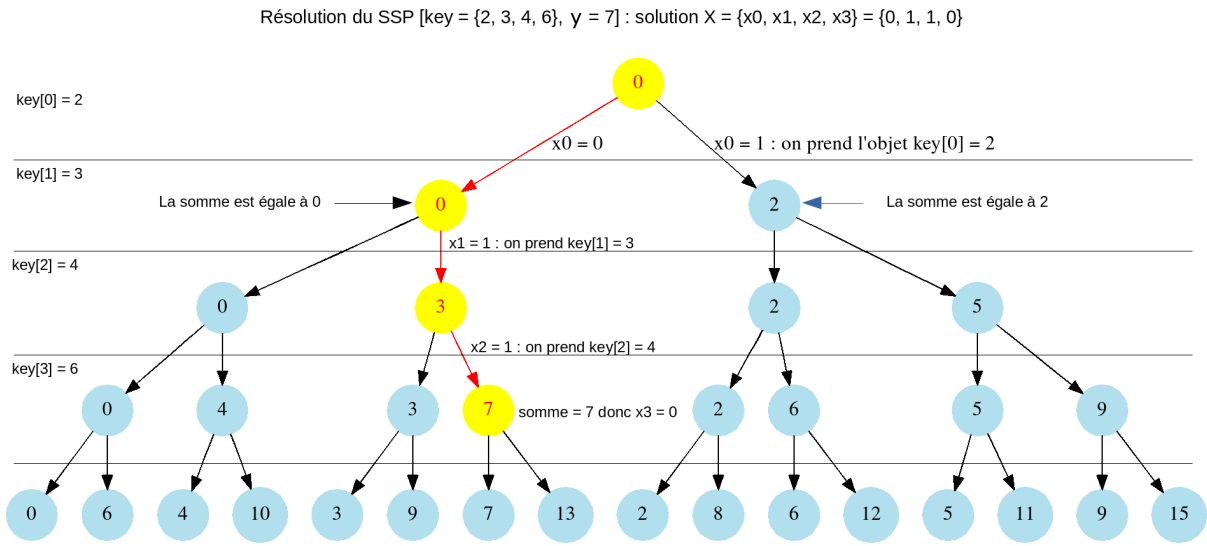 Résolution du SSP [key = {2, 3, 4, 6}, y = 7] : solution X = {x0, x1, x2, x3} = {0, 1, 1, 0}
0
key[0] = 2
x0 = 0
x0 = 1 : on prend l'objet key[0] = 2
key[1] = 3
La somme est égale à 0
0
2
La somme est égale à 2
x1 = 1 : on prend key[1] = 3
key[2] = 4
0
3
2
5
x2 = 1 : on prend key[2] = 4
key[3] = 6
0
4
3
7
somme = 7 donc x3 = 0
2
6
5
9
0
6
4
10
3
9
7
13
2
8
6
12
5
11
9
15